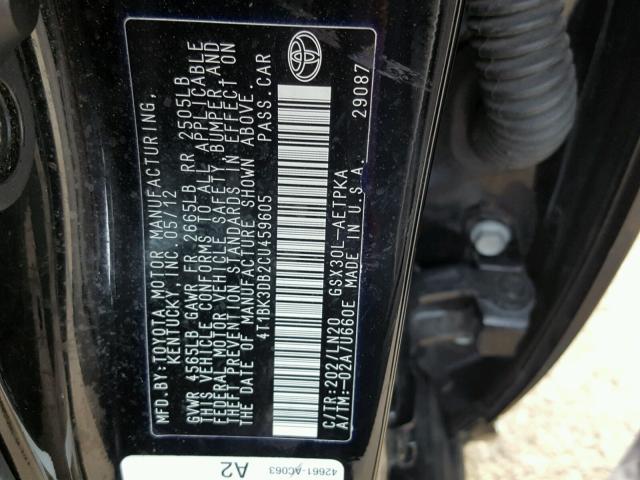 MFD.BY:TOYOTA MOTOR MANUFACTURING,
KENTUCKY, INC. 05/12
GVWR 4565LB GAWR FR 2665LB RR 2505LB
THIS VEHICLE CONFORMS TO ALL APPLICABLE
FEDERAL MOTOR VEHICLE SAFETY, BUMPER, AND
THEFT PREVENTION STANDARDS IN EFFECT ON
THE DATE OF MANUFACTURE SHOWN ABOVE.
4T1BK3DB2CU459605 PASS. CAR
C/TR:202/LN20 GSX30L-AETPKA 29087
A/TM:-02A/U660E MADE IN U.S.A.
42661-AC063
A2